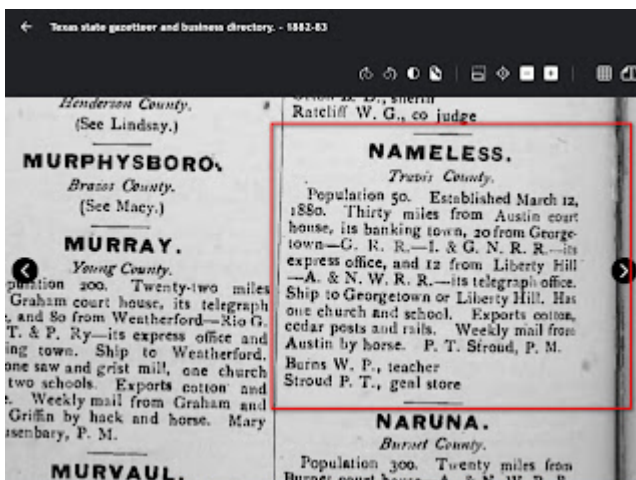 Texas state gazetteer and business directory. - 1882-83
Henderson County.
(See Lindsay.)
MURPHYSBORO.
Brazos County.
(See Macy.)
MURRAY.
Young County.
Twenty-two miles
Graham court house, its telegraph
and 80 from Weatherford—Rio G.
T. & P. Ry—its express office and
ing town. Ship to Weatherford.
one saw and grist mill, one church
two schools. Exports cotton and
Weekly mail from Graham and
Griffin by hack and horse. Mary
usenbary, P. M.
MURVAUL.
sheriff
Ratcliff W. G., co judge
NAMELESS.
Travis County.
Population 50. Established March 12,
1880. Thirty miles from Austin court
house, its banking town, 20 from George-
town—G. R. R.—I. & G. N. R. R.—its
express office, and 12 from Liberty Hill
—A. & N. W. R. R.—its telegraph office.
Ship to Georgetown or Liberty Hill. Has
one church and school. Exports cotton,
cedar posts and rails. Weekly mail from
Austin by horse. P. T. Stroud, P. M.
Burns W. P., teacher
Stroud P. T., genl store
NARUNA.
Burnet County.
Population 300. Twenty miles from